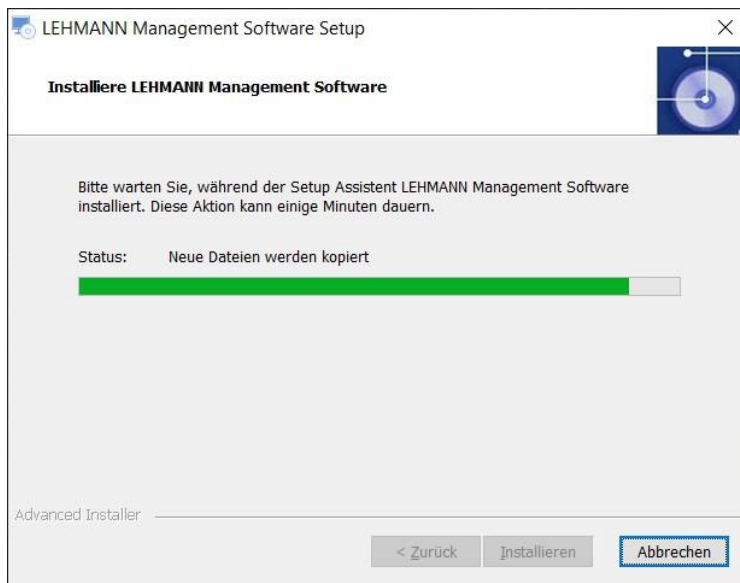 LEHMANN Management Software Setup
Installiere LEHMANN Management Software
Bitte warten Sie, während der Setup Assistent LEHMANN Management Software
installiert. Diese Aktion kann einige Minuten dauern.
Status: Neue Dateien werden kopiert
Advanced Installer
< Zurück Installieren Abbrechen